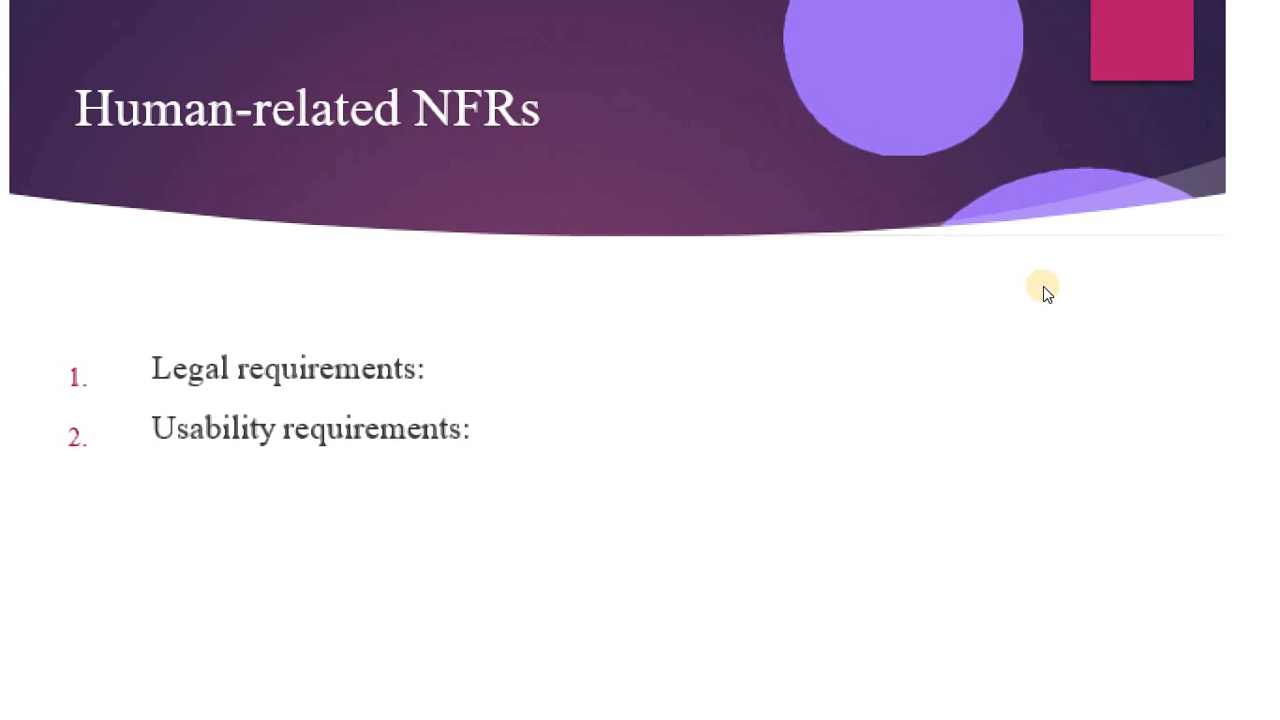 Human-related NFRs
1. Legal requirements:
2. Usability requirements: